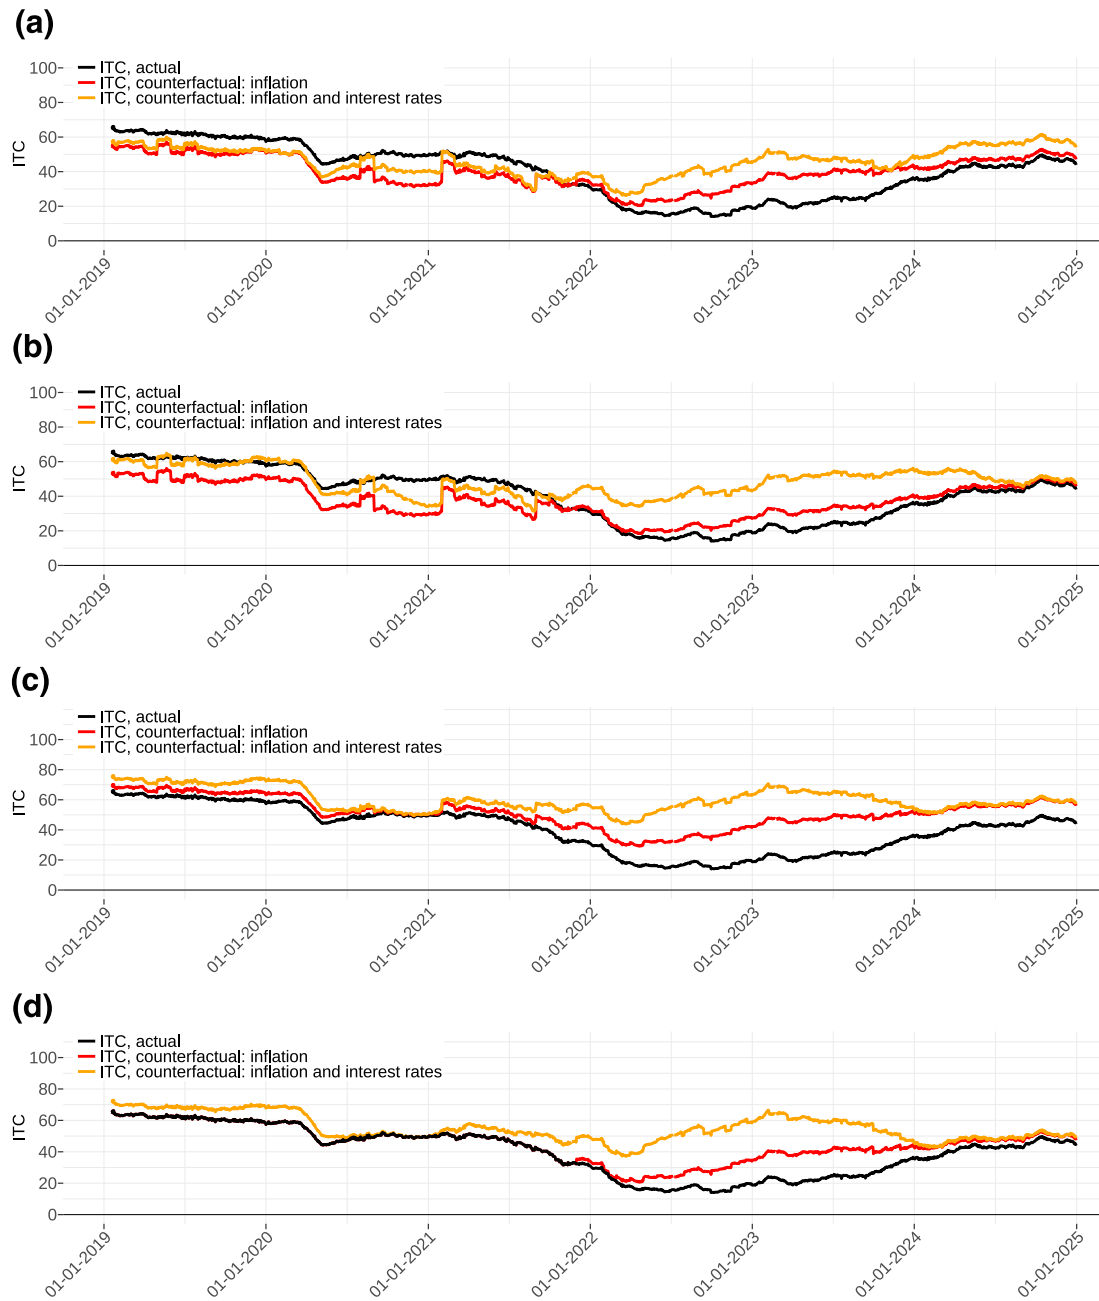 (a)
ITC, actual
ITC, counterfactual: inflation
ITC, counterfactual: inflation and interest rates
100
80
60
40
20
0
ITC
01-01-2019
01-01-2020
01-01-2021
01-01-2022
01-01-2023
01-01-2024
01-01-2025
(b)
ITC, actual
ITC, counterfactual: inflation
ITC, counterfactual: inflation and interest rates
100
80
60
40
20
0
ITC
01-01-2019
01-01-2020
01-01-2021
01-01-2022
01-01-2023
01-01-2024
01-01-2025
(c)
ITC, actual
ITC, counterfactual: inflation
ITC, counterfactual: inflation and interest rates
100
80
60
40
20
0
ITC
01-01-2019
01-01-2020
01-01-2021
01-01-2022
01-01-2023
01-01-2024
01-01-2025
(d)
ITC, actual
ITC, counterfactual: inflation
ITC, counterfactual: inflation and interest rates
100
80
60
40
20
0
ITC
01-01-2019
01-01-2020
01-01-2021
01-01-2022
01-01-2023
01-01-2024
01-01-2025